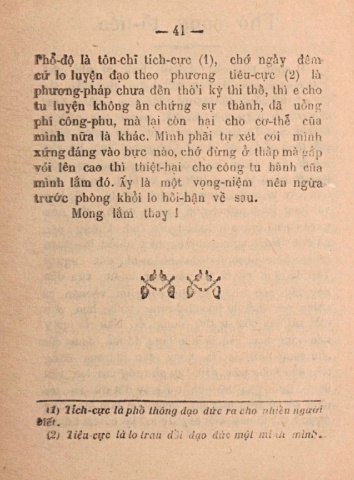 — 41 —
Phổ-độ là tôn-chỉ tích-cực (1), chớ ngày đêm
cứ lo luyện đạo theo phương tiêu-cực (2) là
phương-pháp chưa đến thời kỳ thi thố, thì e cho
tu luyện không ăn chứng sự thành, đã uổng
phí công-phu, mà lại còn hại cho cơ-thể của
mình nữa là khác. Mình phải tự xét coi mình
xứng đáng vào bực nào, chớ đừng ở thấp mà gấp
vói lên cao thì thiệt-hại cho công tu hành của
mình lắm đó. Ấy là một vọng-niệm nên ngừa
trước phòng khỏi lo hối-hận về sau.
Mong lắm thay !
(1) Tích-cực là phổ thông đạo đức ra cho nhiều người
biết.
(2) Tiêu-cực là lo trau dồi đạo đức một mình mình.